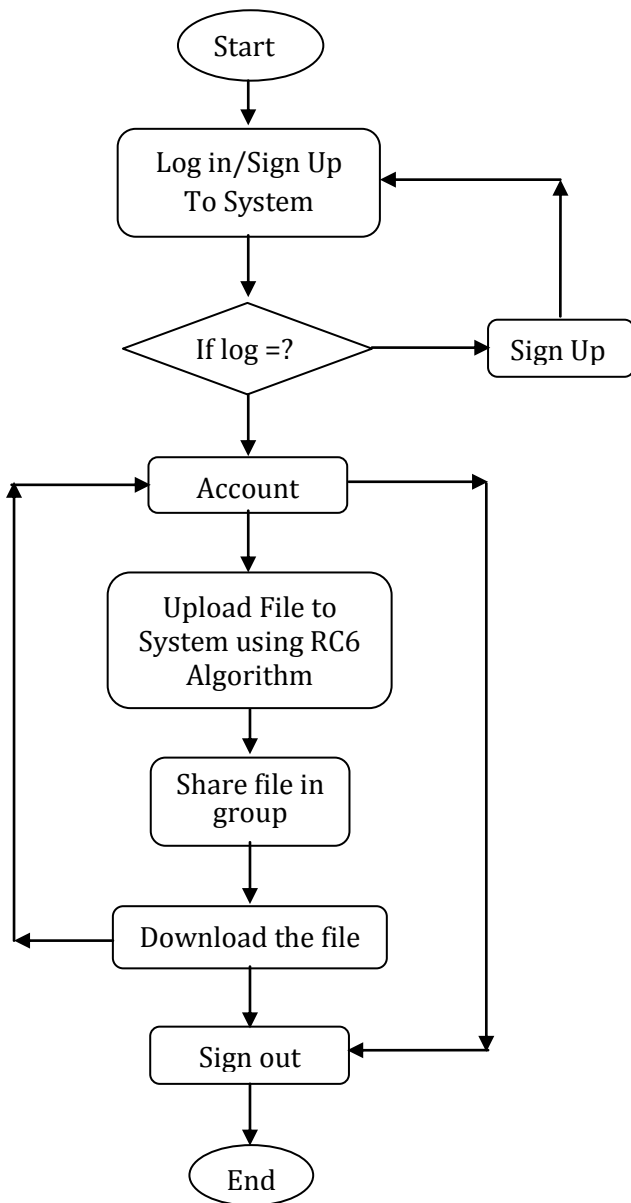 Start
Log in/Sign Up
To System
If log =?
Sign Up
Account
Upload File to
System using RC6
Algorithm
Share file in
group
Download the file
Sign out
End